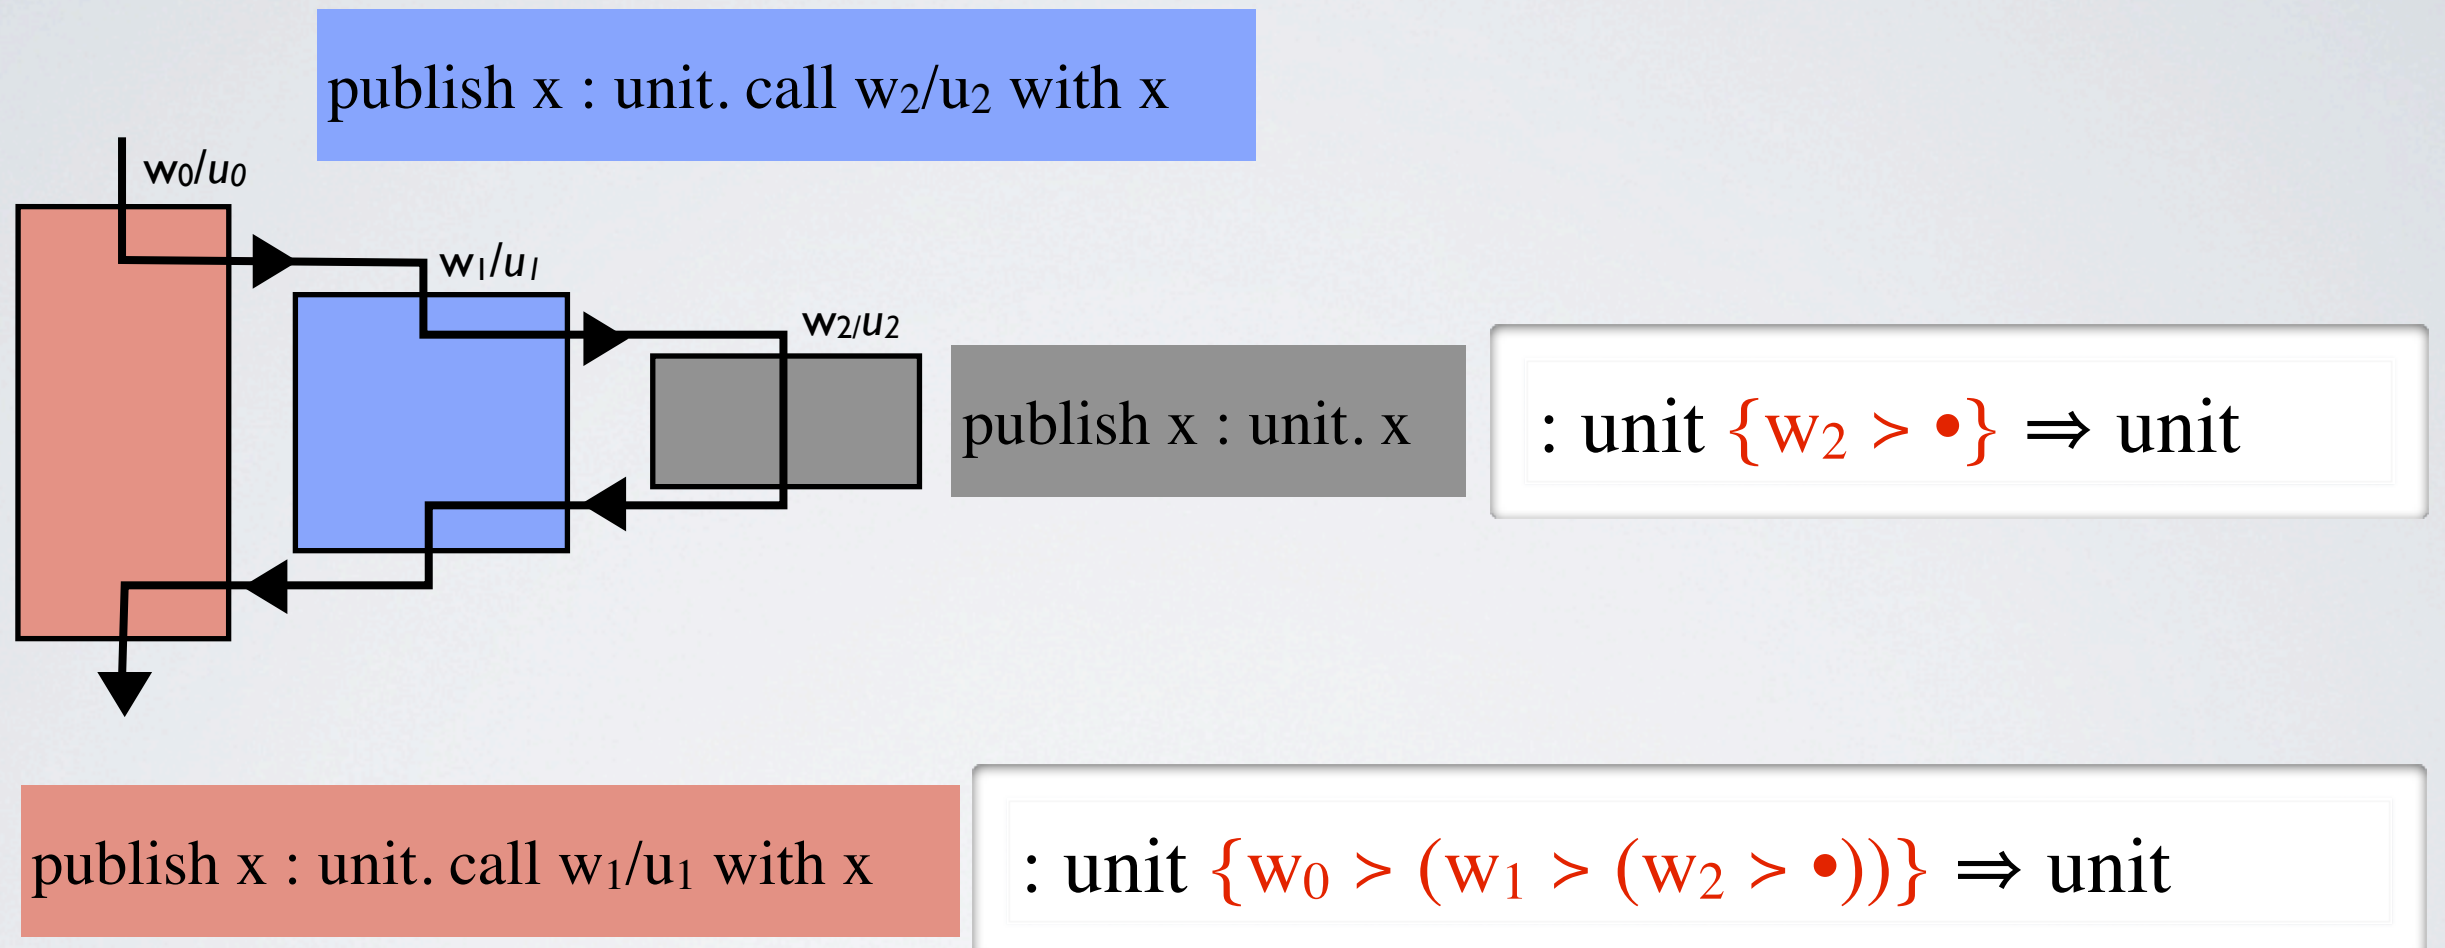 publish x : unit. call w₂/u₂ with x
w₀/u₀
w₁/u₁
w₂/u₂
publish x : unit. x
: unit {w₂ > •} ⇒ unit
publish x : unit. call w₁/u₁ with x
: unit {w₀ > (w₁ > (w₂ > •))} ⇒ unit